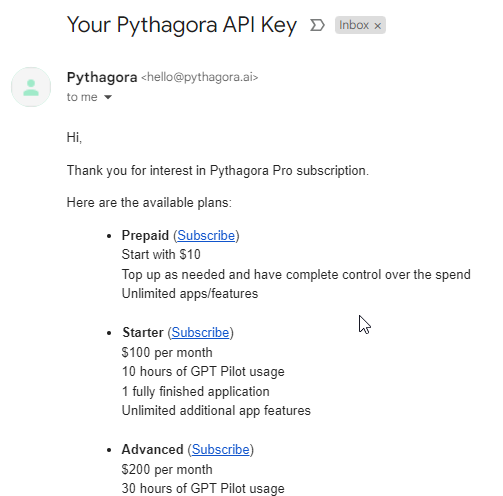 Your Pythagora API Key Inbox ×
Pythagora <hello@pythagora.ai>
to me
Hi,
Thank you for interest in Pythagora Pro subscription.
Here are the available plans:
• Prepaid (Subscribe)
Start with $10
Top up as needed and have complete control over the spend
Unlimited apps/features
• Starter (Subscribe)
$100 per month
10 hours of GPT Pilot usage
1 fully finished application
Unlimited additional app features
• Advanced (Subscribe)
$200 per month
30 hours of GPT Pilot usage